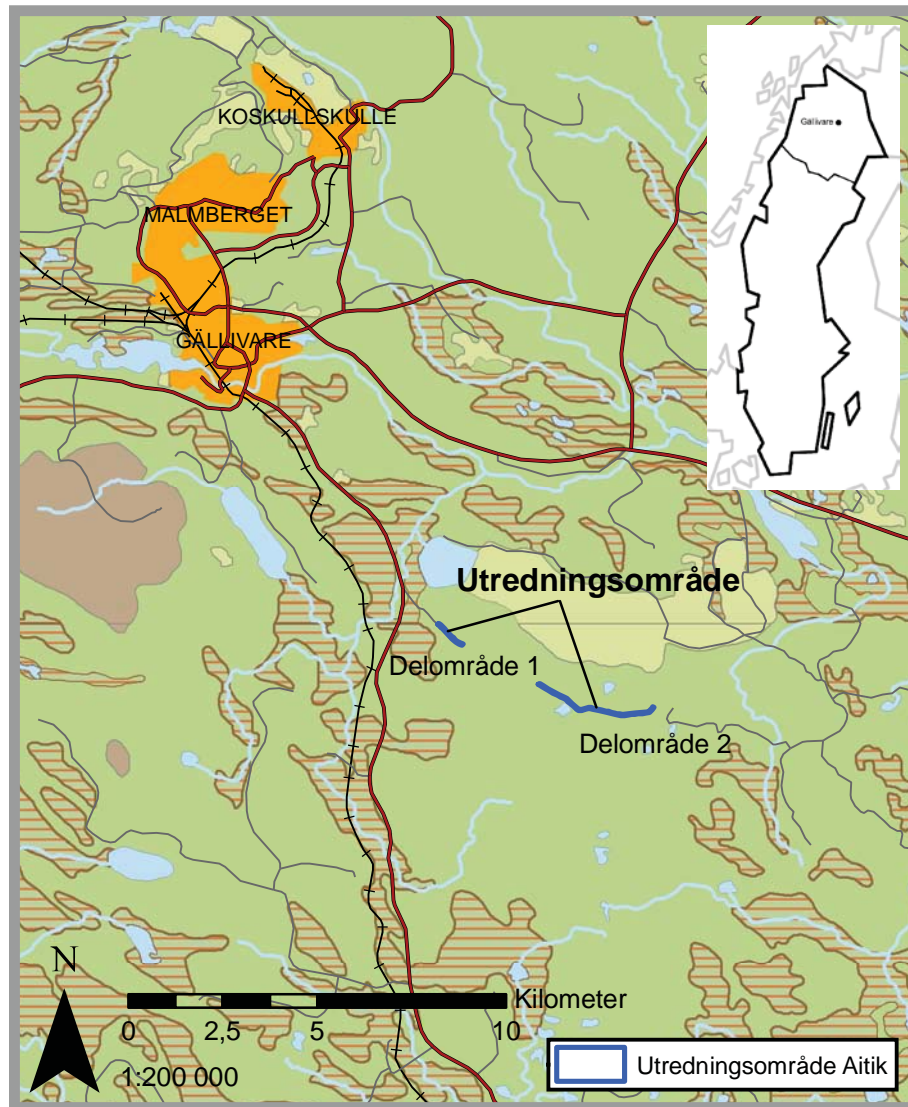 KOSKULLSKULLE
Gällivare
MALMBERGET
GÄLLIVARE
Utredningsområde
Delområde 1
Delområde 2
N
Kilometer
0 2,5 5 10
1:200 000
Utredningsområde Aitik